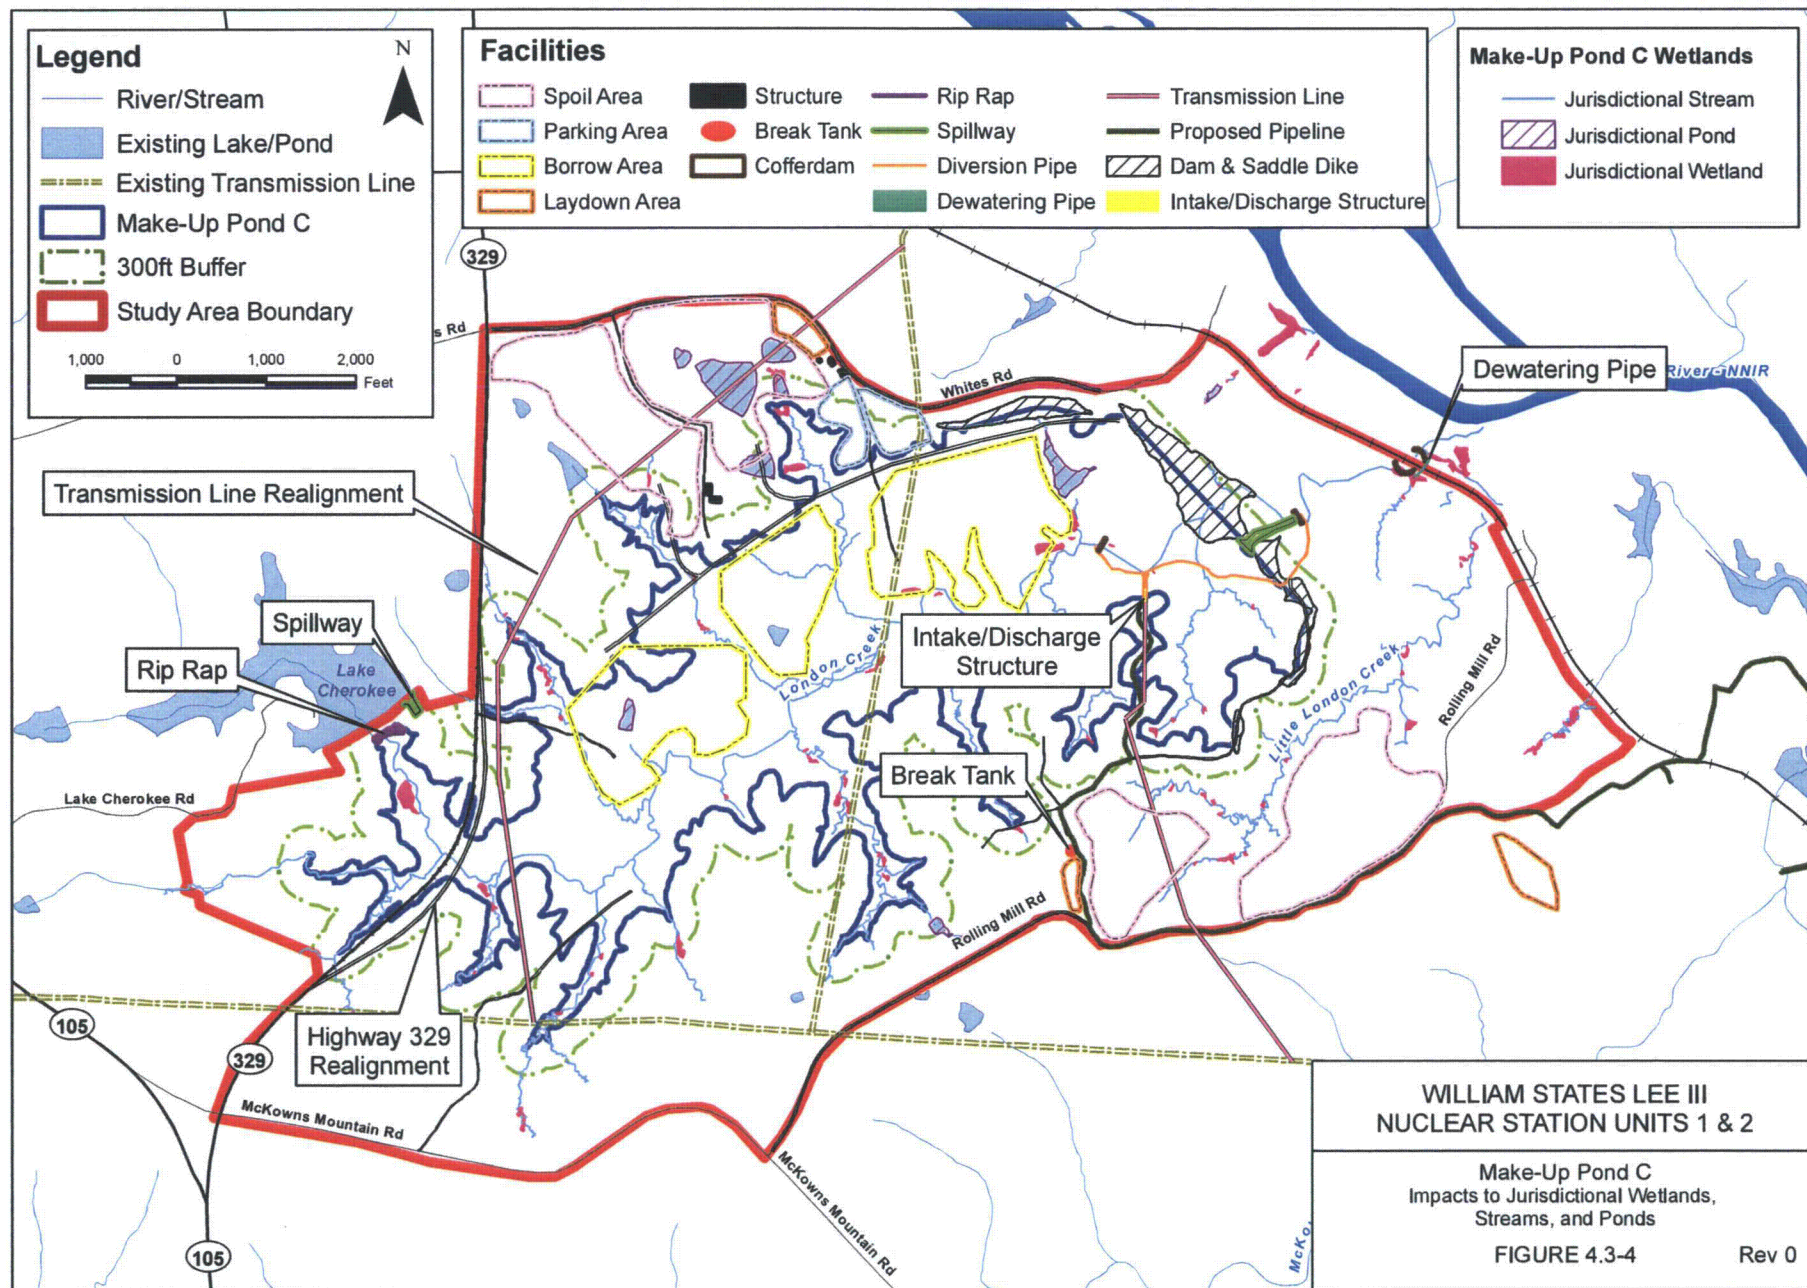 Legend
N
River/Stream
Existing Lake/Pond
Existing Transmission Line
Make-Up Pond C
300ft Buffer
Study Area Boundary
1,000 0 1,000 2,000
Feet
Facilities
Spoil Area
Parking Area
Borrow Area
Laydown Area
Structure
Break Tank
Cofferdam
Rip Rap
Spillway
Diversion Pipe
Dewatering Pipe
Transmission Line
Proposed Pipeline
Dam & Saddle Dike
Intake/Discharge Structure
Make-Up Pond C Wetlands
Jurisdictional Stream
Jurisdictional Pond
Jurisdictional Wetland
329
s Rd
Whites Rd
Dewatering Pipe
River - NNIR
Transmission Line Realignment
Spillway
Rip Rap
Lake
Cherokee
London Creek
Intake/Discharge
Structure
Little London Creek
Rolling Mill Rd
Break Tank
Lake Cherokee Rd
Rolling Mill Rd
105
Highway 329
Realignment
329
McKowns Mountain Rd
McKowns Mountain Rd
105
McKo
WILLIAM STATES LEE III
NUCLEAR STATION UNITS 1 & 2
Make-Up Pond C
Impacts to Jurisdictional Wetlands,
Streams, and Ponds
FIGURE 4.3-4 Rev 0